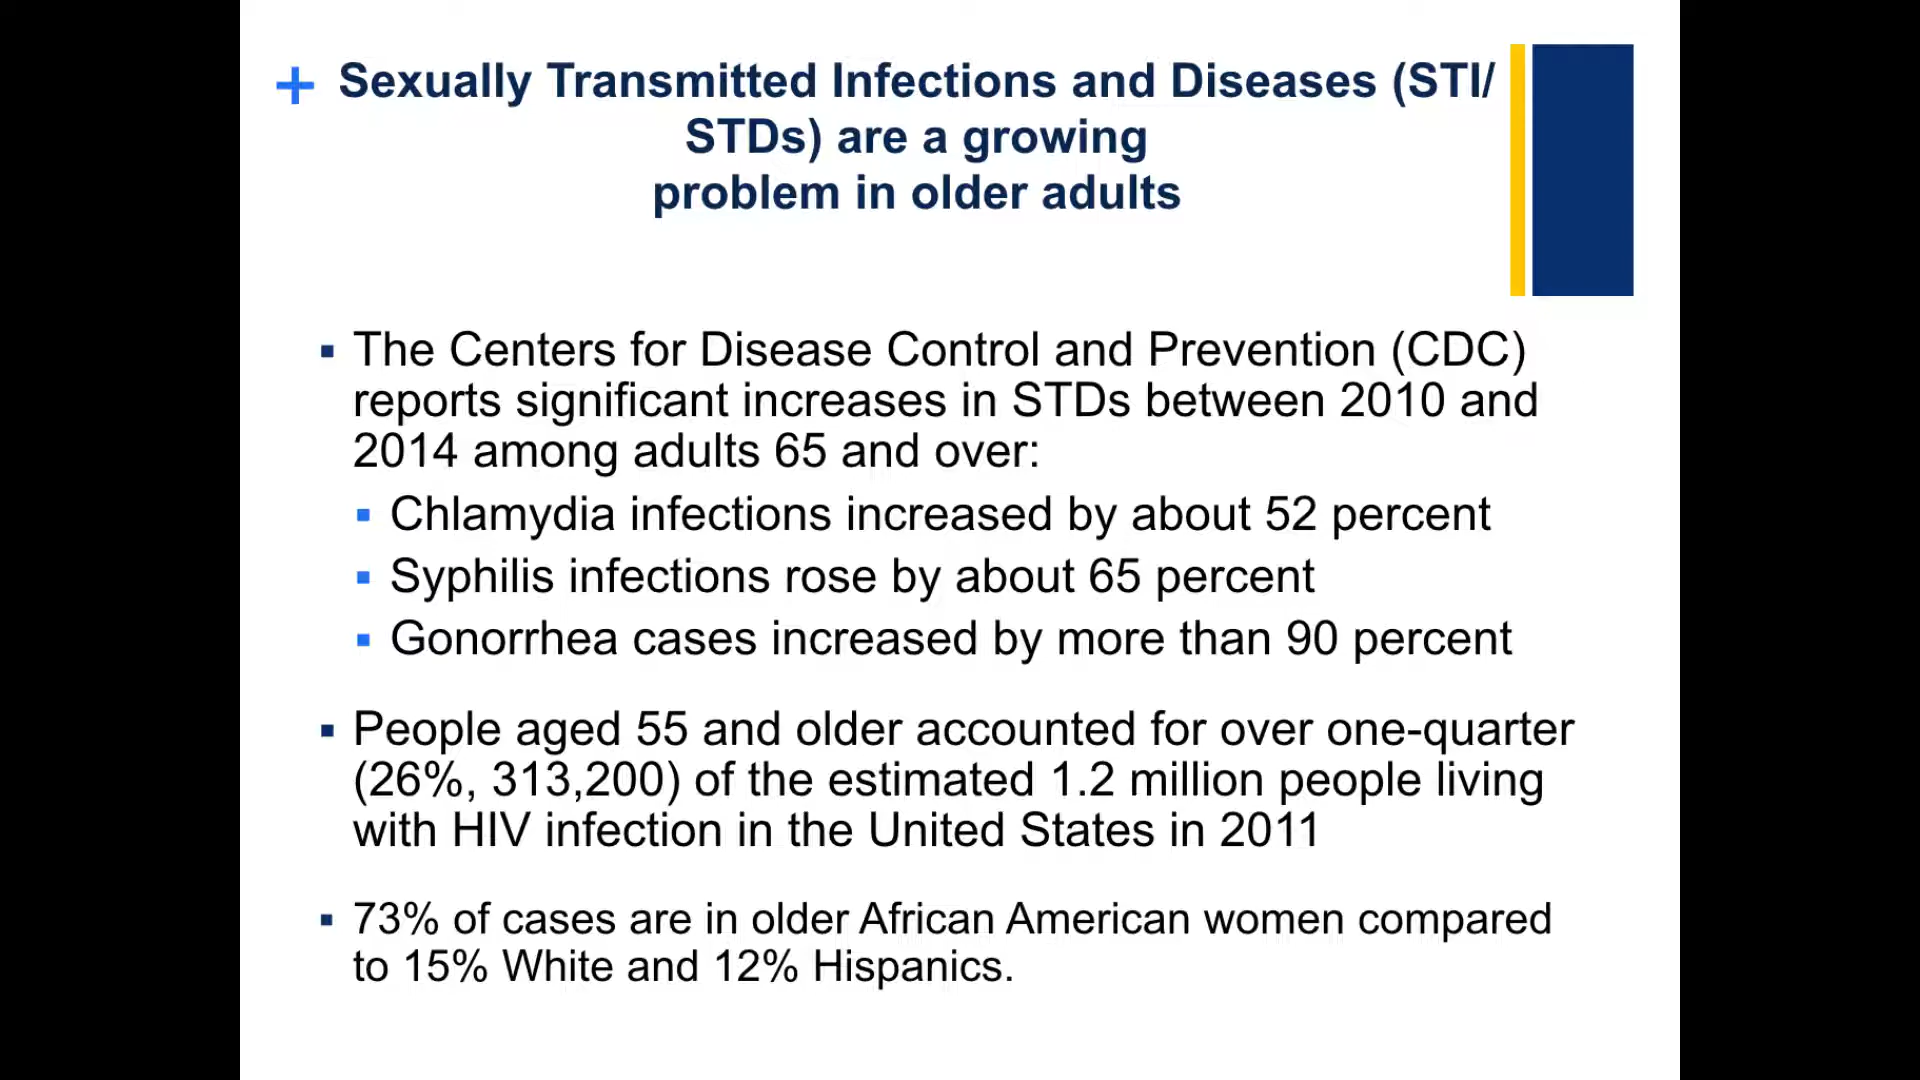 + Sexually Transmitted Infections and Diseases (STI/
STDs) are a growing
problem in older adults
▪ The Centers for Disease Control and Prevention (CDC)
reports significant increases in STDs between 2010 and
2014 among adults 65 and over:
▪ Chlamydia infections increased by about 52 percent
▪ Syphilis infections rose by about 65 percent
▪ Gonorrhea cases increased by more than 90 percent
▪ People aged 55 and older accounted for over one-quarter
(26%, 313,200) of the estimated 1.2 million people living
with HIV infection in the United States in 2011
▪ 73% of cases are in older African American women compared
to 15% White and 12% Hispanics.